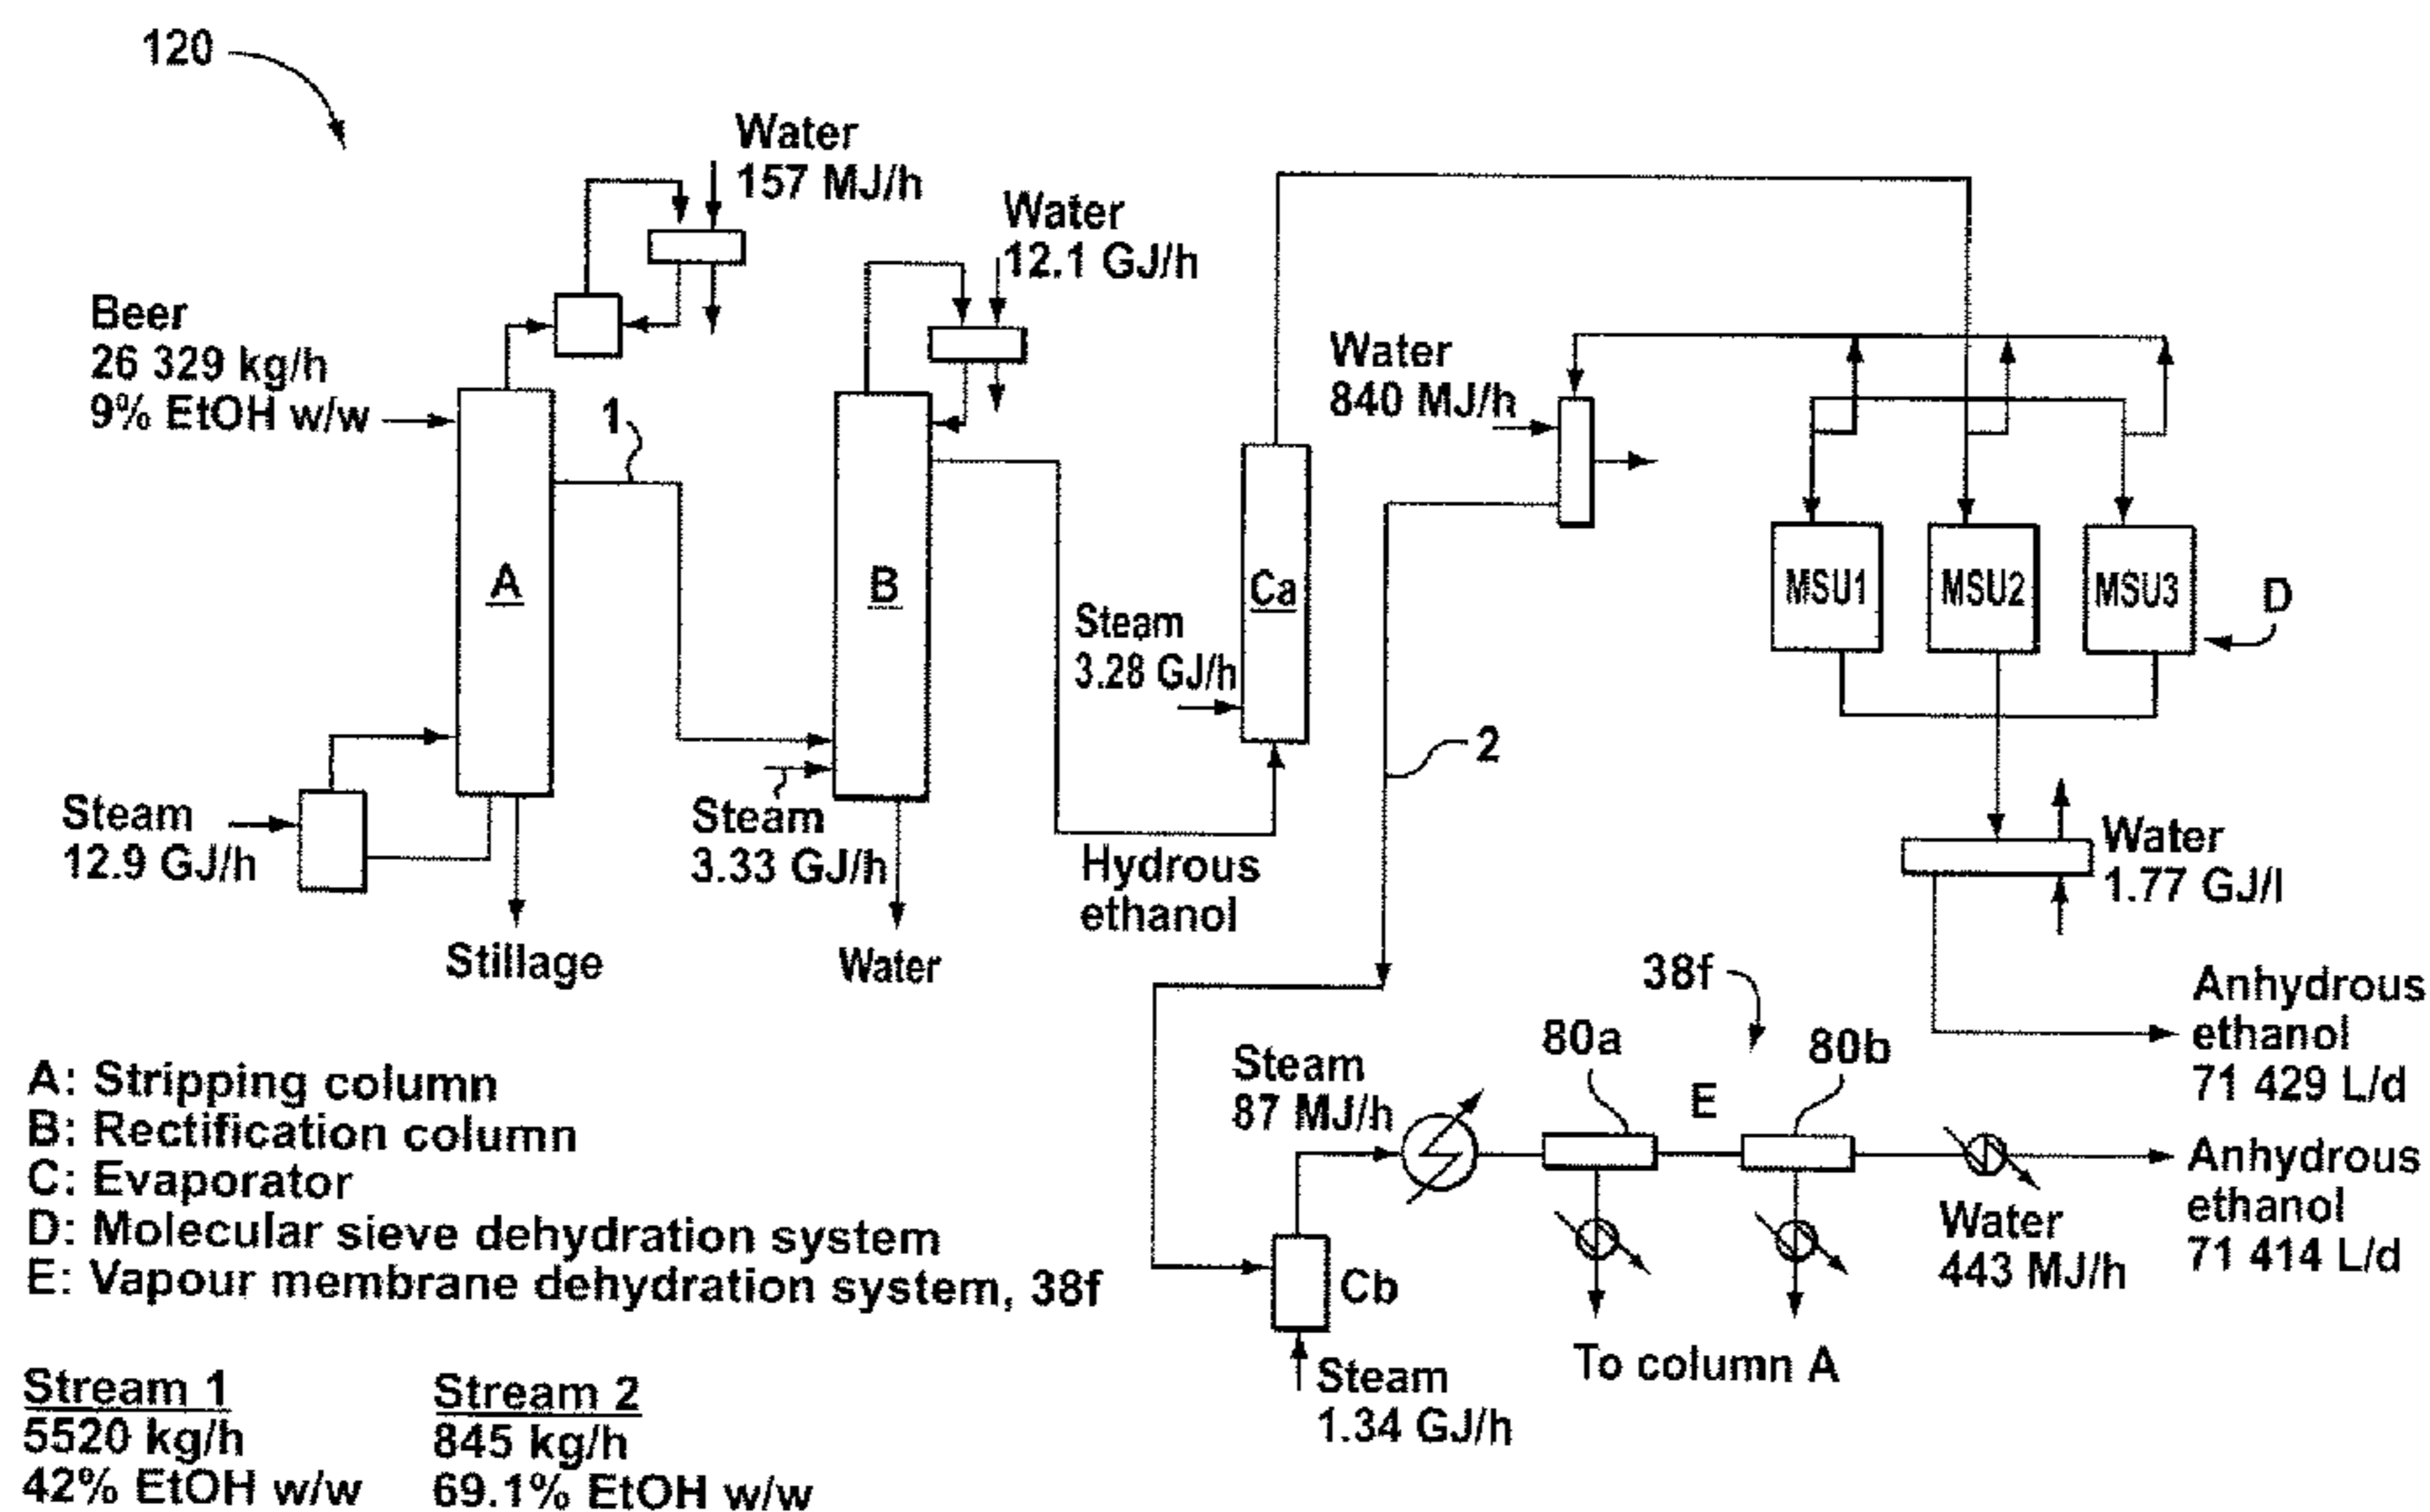 120
Water
157 MJ/h
Water
12.1 GJ/h
Beer
26 329 kg/h
9% EtOH w/w
1
Water
840 MJ/h
A
B
Ca
MSU1
MSU2
MSU3
D
Steam
3.28 GJ/h
2
Steam
12.9 GJ/h
Steam
3.33 GJ/h
Hydrous
ethanol
Water
1.77 GJ/l
Stillage
Water
38f
Anhydrous
ethanol
71 429 L/d
Steam
87 MJ/h
80a
E
80b
Anhydrous
ethanol
71 414 L/d
Water
443 MJ/h
Cb
To column A
Steam
1.34 GJ/h
A: Stripping column
B: Rectification column
C: Evaporator
D: Molecular sieve dehydration system
E: Vapour membrane dehydration system, 38f
Stream 1
5520 kg/h
42% EtOH w/w
Stream 2
845 kg/h
69.1% EtOH w/w